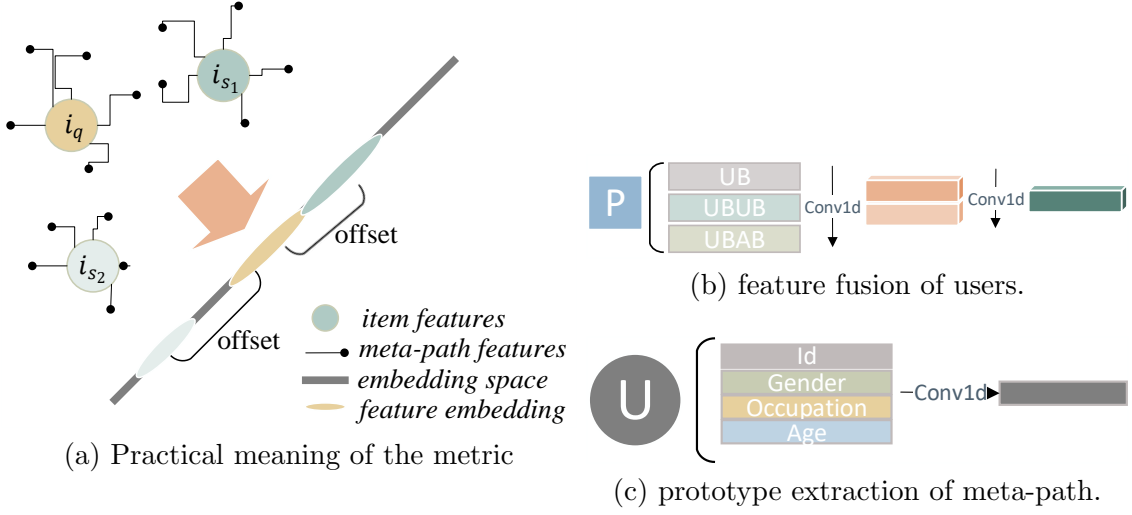 i_q
i_{s_1}
i_{s_2}
offset
offset
item features
meta-path features
embedding space
feature embedding
(a) Practical meaning of the metric
P
UB
UBUB
UBAB
Conv1d
Conv1d
(b) feature fusion of users.
U
Id
Gender
Occupation
Age
Conv1d
(c) prototype extraction of meta-path.